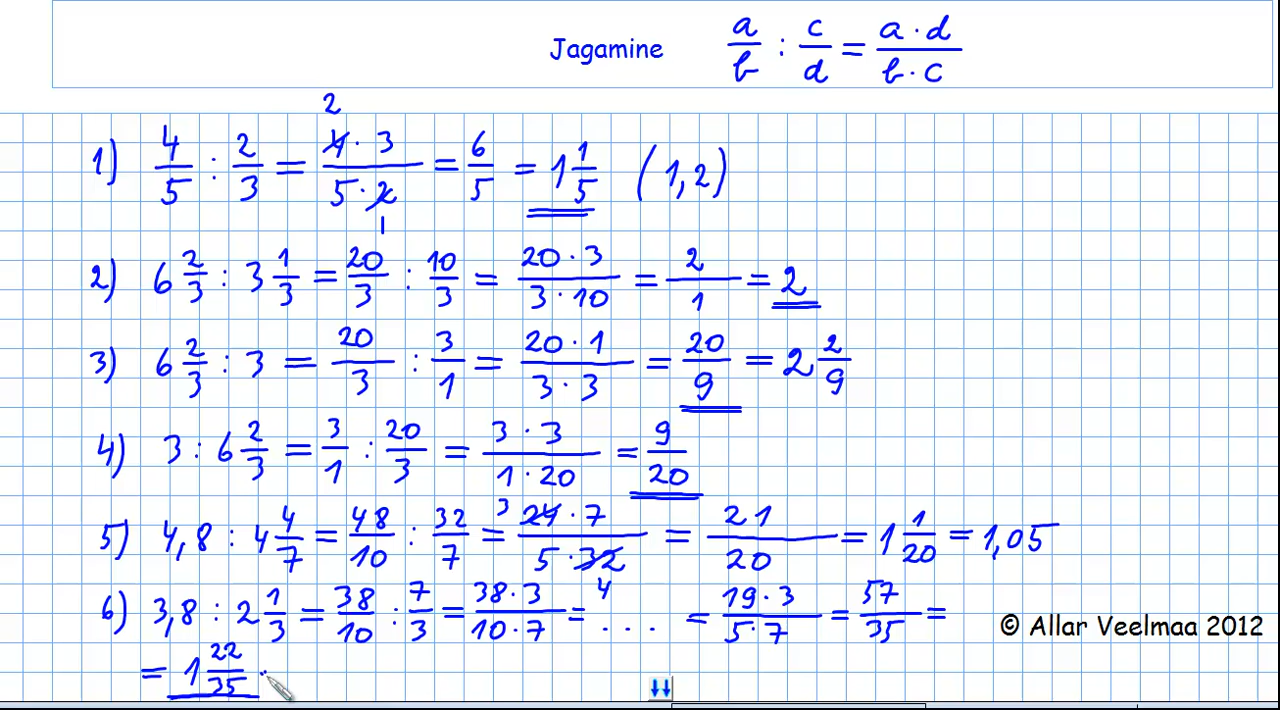 Jagamine a/b : c/d = a·d/b·c
1) 4/5 : 2/3 = 4·3/5·2 2 1 = 6/5 = 1 1/5 (1,2)
2) 6 2/3 : 3 1/3 = 20/3 : 10/3 = 20·3/3·10 = 2/1 = 2
3) 6 2/3 : 3 = 20/3 : 3/1 = 20·1/3·3 = 20/9 = 2 2/9
4) 3 : 6 2/3 = 3/1 : 20/3 = 3·3/1·20 = 9/20
5) 4,8 : 4 4/7 = 48/10 : 32/7 = 3 24·7/5·32 4 = 21/20 = 1 1/20 = 1,05
6) 3,8 : 2 1/3 = 38/10 : 7/3 = 38·3/10·7 = ... = 19·3/5·7 = 57/35 =
= 1 22/35
© Allar Veelmaa 2012